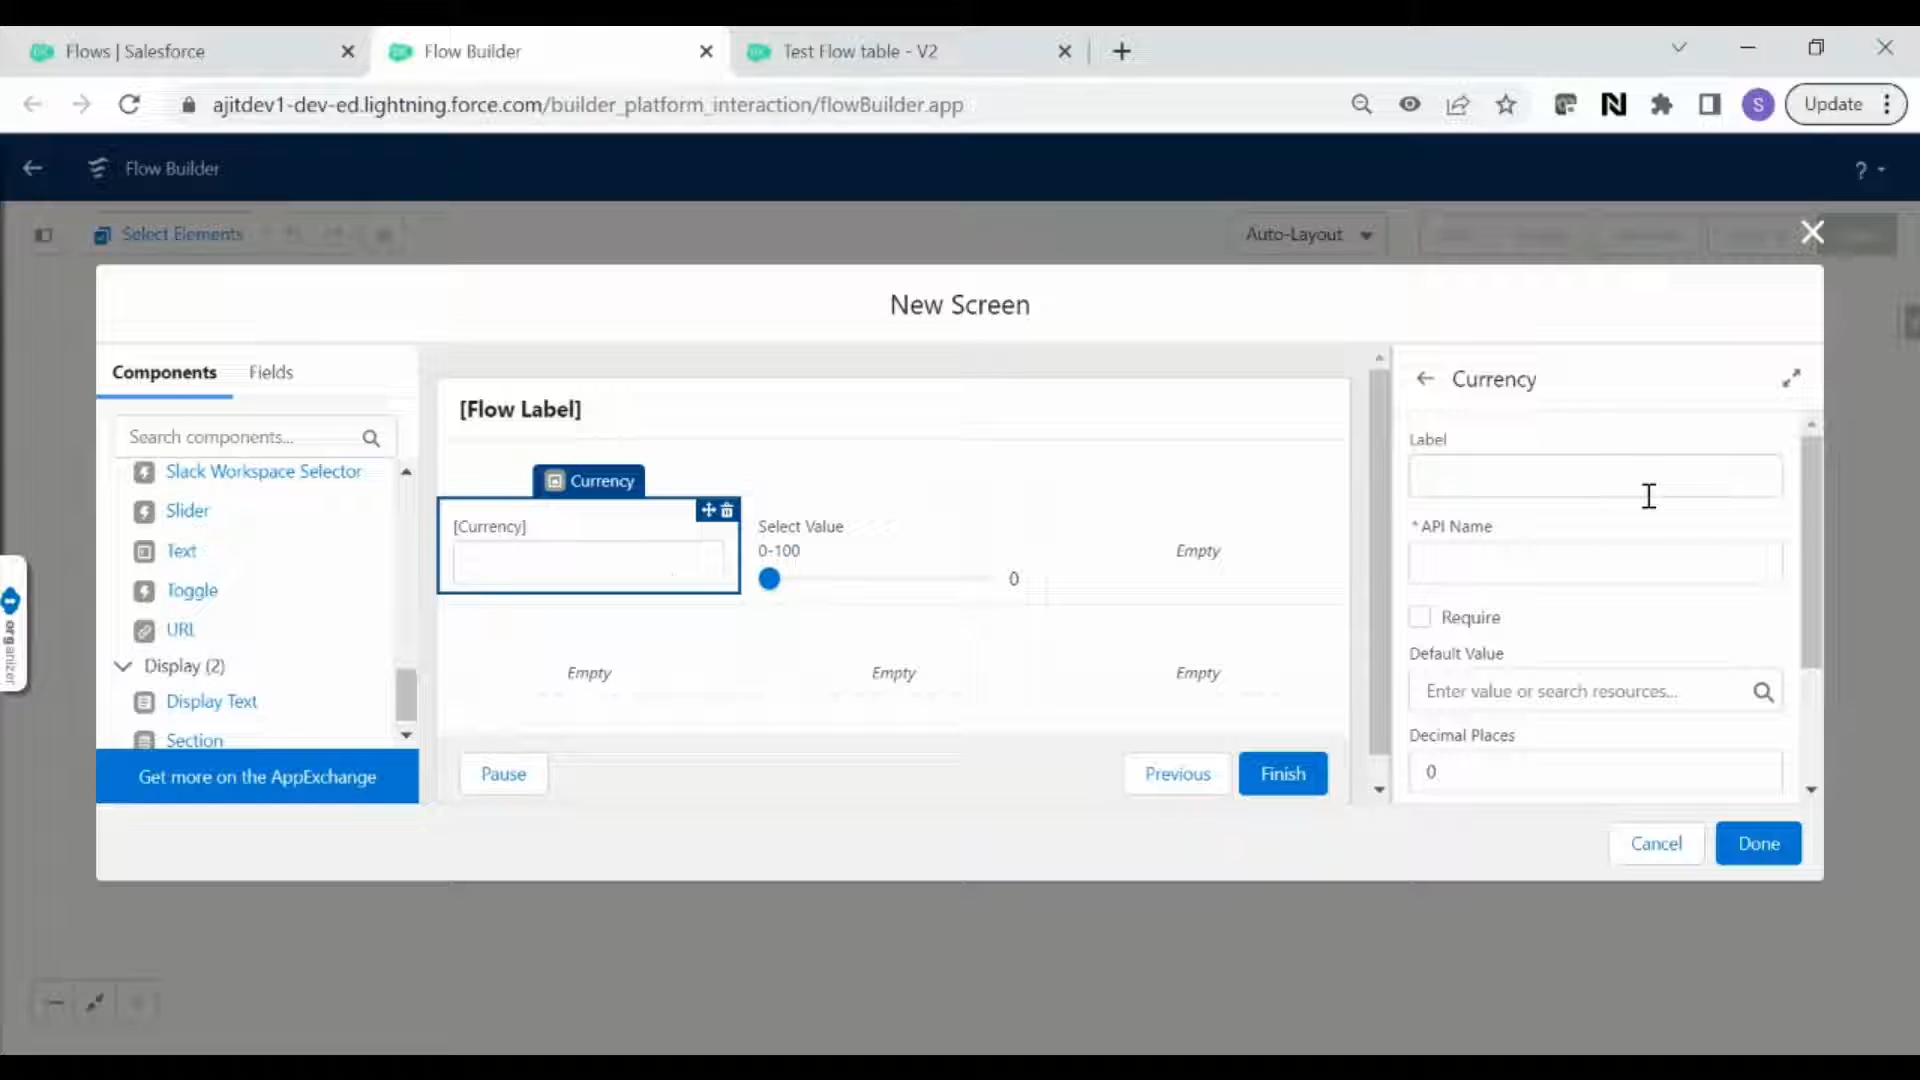 Flows | Salesforce
Flow Builder
Test Flow table - V2
ajitdev1-dev-ed.lightning.force.com/builder_platform_interaction/flowBuilder.app
N
S
Update
Flow Builder
?
Select Elements
Auto-Layout
New Screen
Components
Fields
Search components...
Slack Workspace Selector
Slider
Text
Toggle
URL
Display (2)
Display Text
Section
Get more on the AppExchange
[Flow Label]
Currency
[Currency]
Select Value
0-100
0
Empty
Empty
Empty
Empty
Pause
Previous
Finish
Currency
Label
*API Name
Require
Default Value
Enter value or search resources...
Decimal Places
0
Cancel
Done
organizer